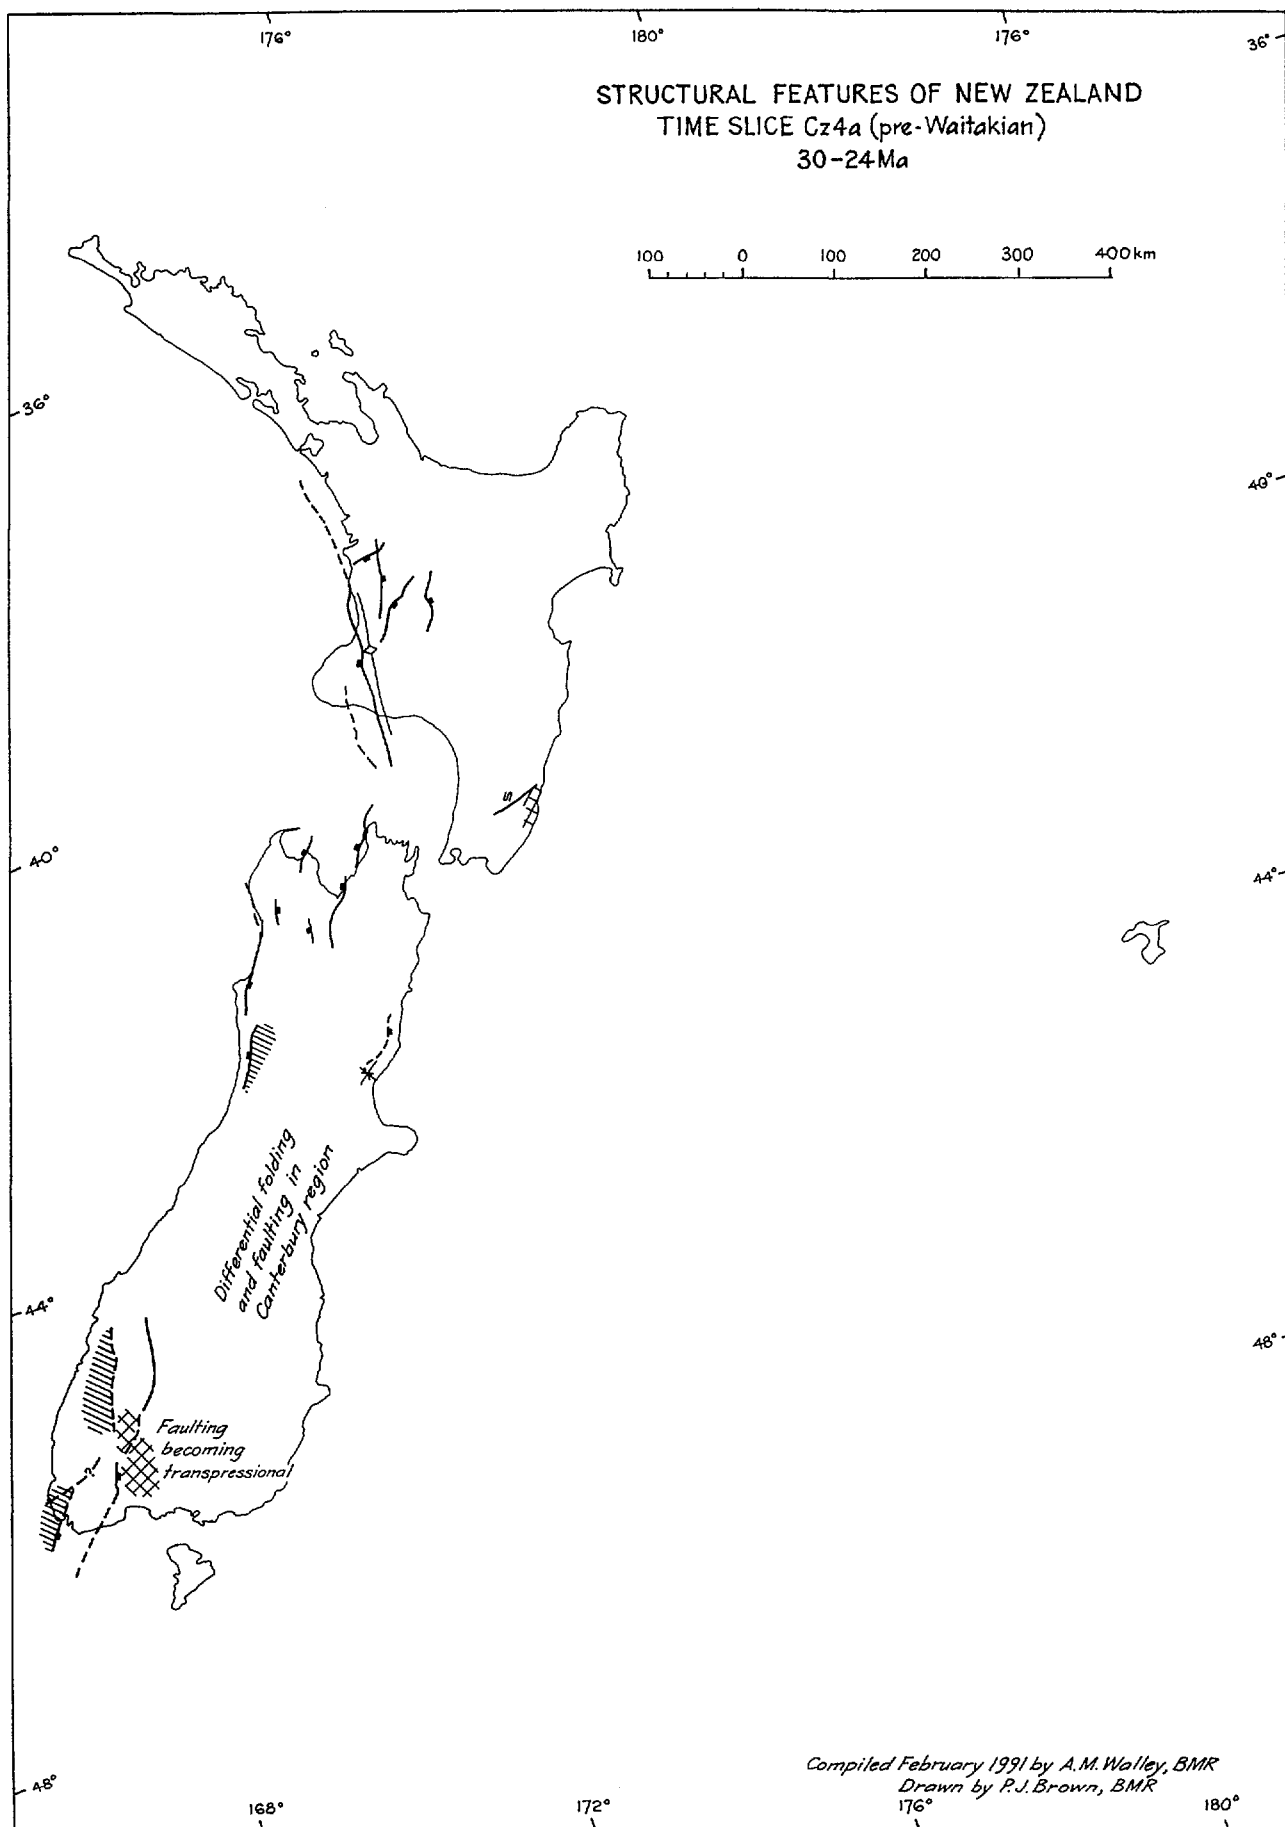 176° 180° 176° 36°
STRUCTURAL FEATURES OF NEW ZEALAND
TIME SLICE Cz4a (pre-Waitakian)
30-24Ma
100 0 100 200 300 400km
36°
40°
S
40°
44°
Differential folding
and faulting in
Canterbury region
44°
48°
Faulting
becoming
transpressional
?
Compiled February 1991 by A.M. Walley, BMR
Drawn by P.J. Brown, BMR
48°
168° 172° 176° 180°